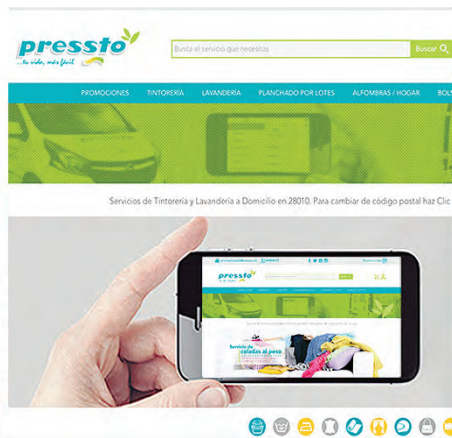 pressto
...tu vida, más fácil
Busca el servicio que necesitas
Buscar
PROMOCIONES TINTORERÍA LAVANDERÍA PLANCHADO POR LOTES ALFOMBRAS / HOGAR BOLS
Servicios de Tintorería y Lavandería a Domicilio en 28010. Para cambiar de código postal haz Clic
pressto
Servicio de
coladas al peso